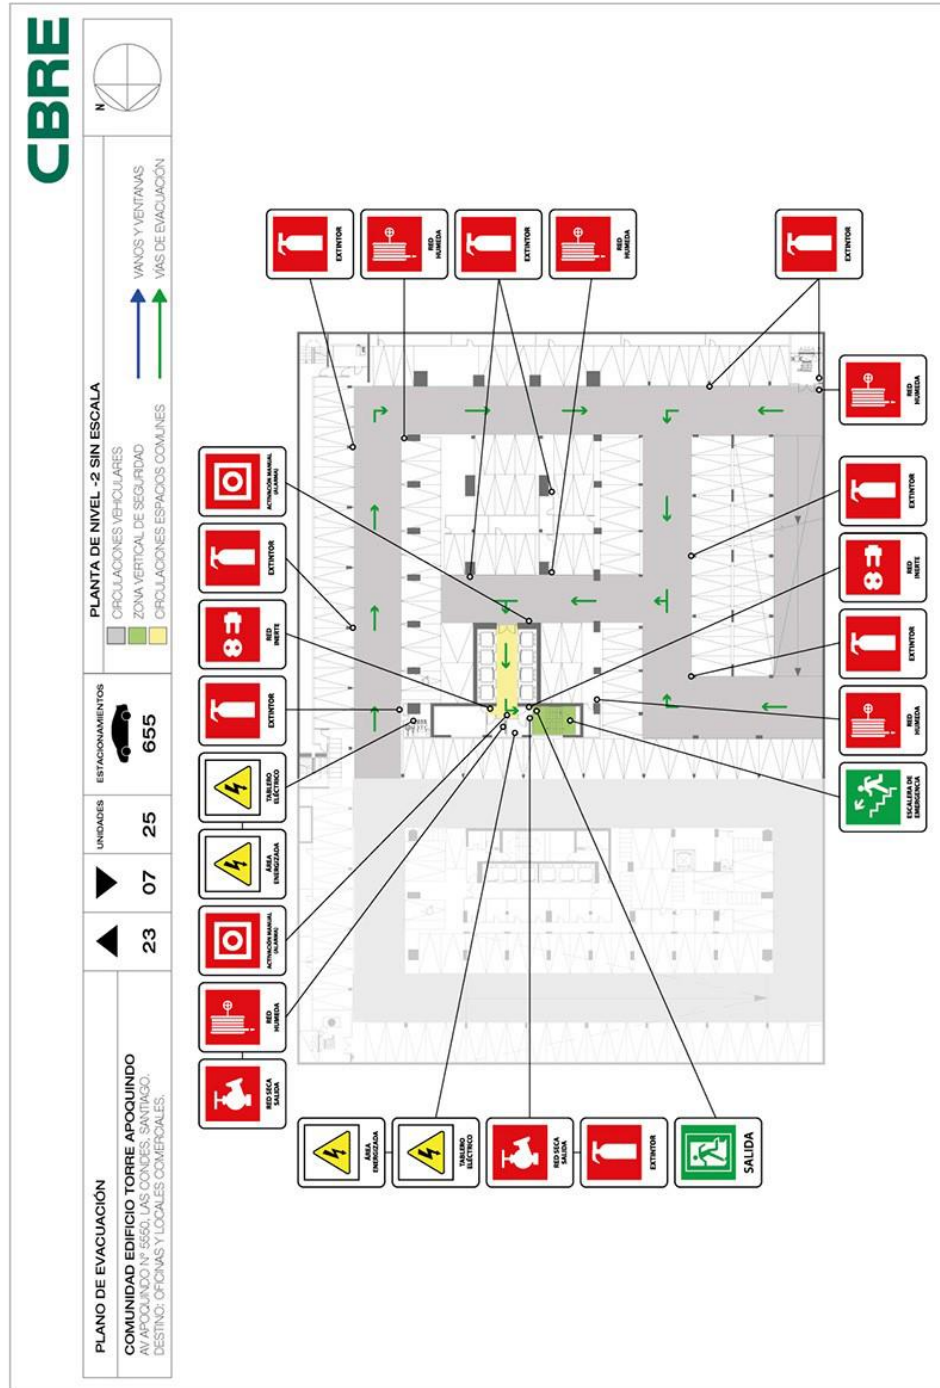 PLANO DE EVACUACIÓN
COMUNIDAD EDIFICIO TORRE APOQUINDO
AV APOQUINDO Nº 5550, LAS CONDES, SANTIAGO.
DESTINO: OFICINAS Y LOCALES COMERCIALES.
23
07
UNIDADES
25
ESTACIONAMIENTOS
655
PLANTA DE NIVEL -2 SIN ESCALA
CIRCULACIONES VEHICULARES
ZONA VERTICAL DE SEGURIDAD
CIRCULACIONES ESPACIOS COMUNES
VANOS Y VENTANAS
VIAS DE EVACUACIÓN
N
CBRE
RED SECA
SALIDA
RED
HUMEDA
ACTIVACIÓN MANUAL
(ALARMA)
ÁREA
ENERGIZADA
TABLERO
ELÉCTRICO
EXTINTOR
RED
INERTE
EXTINTOR
ACTIVACIÓN MANUAL
(ALARMA)
EXTINTOR
RED
HUMEDA
EXTINTOR
RED
HUMEDA
EXTINTOR
RED
HUMEDA
EXTINTOR
RED
INERTE
EXTINTOR
RED
HUMEDA
ESCALERA DE
EMERGENCIA
ÁREA
ENERGIZADA
TABLERO
ELÉCTRICO
RED SECA
SALIDA
EXTINTOR
SALIDA